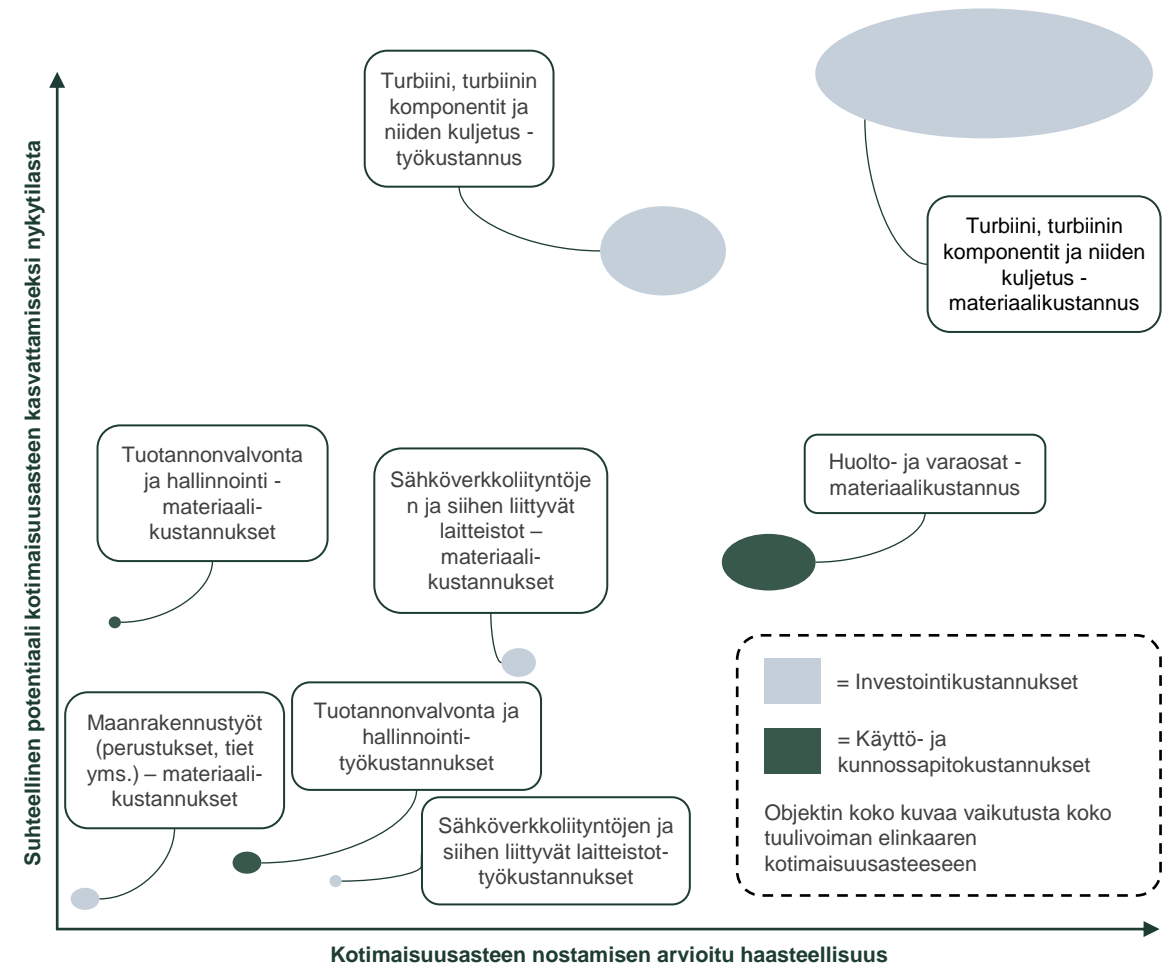 Suhteellinen potentiaali kotimaisuusasteen kasvattamiseksi nykytilasta
Turbiini, turbiinin
komponentit ja
niiden kuljetus -
työkustannus
Turbiini, turbiinin
komponentit ja niiden
kuljetus -
materiaalikustannus
Tuotannonvalvonta
ja hallinnointi -
materiaali-
kustannukset
Sähköverkkoliityntöje
n ja siihen liittyvät
laitteistot –
materiaali-
kustannukset
Huolto- ja varaosat -
materiaalikustannus
Maanrakennustyöt
(perustukset, tiet
yms.) – materiaali-
kustannukset
Tuotannonvalvonta ja
hallinnointi-
työkustannukset
Sähköverkkoliityntöjen ja
siihen liittyvät laitteistot-
työkustannukset
= Investointikustannukset
= Käyttö- ja
kunnossapitokustannukset
Objektin koko kuvaa vaikutusta koko
tuulivoiman elinkaaren
kotimaisuusasteeseen
Kotimaisuusasteen nostamisen arvioitu haasteellisuus